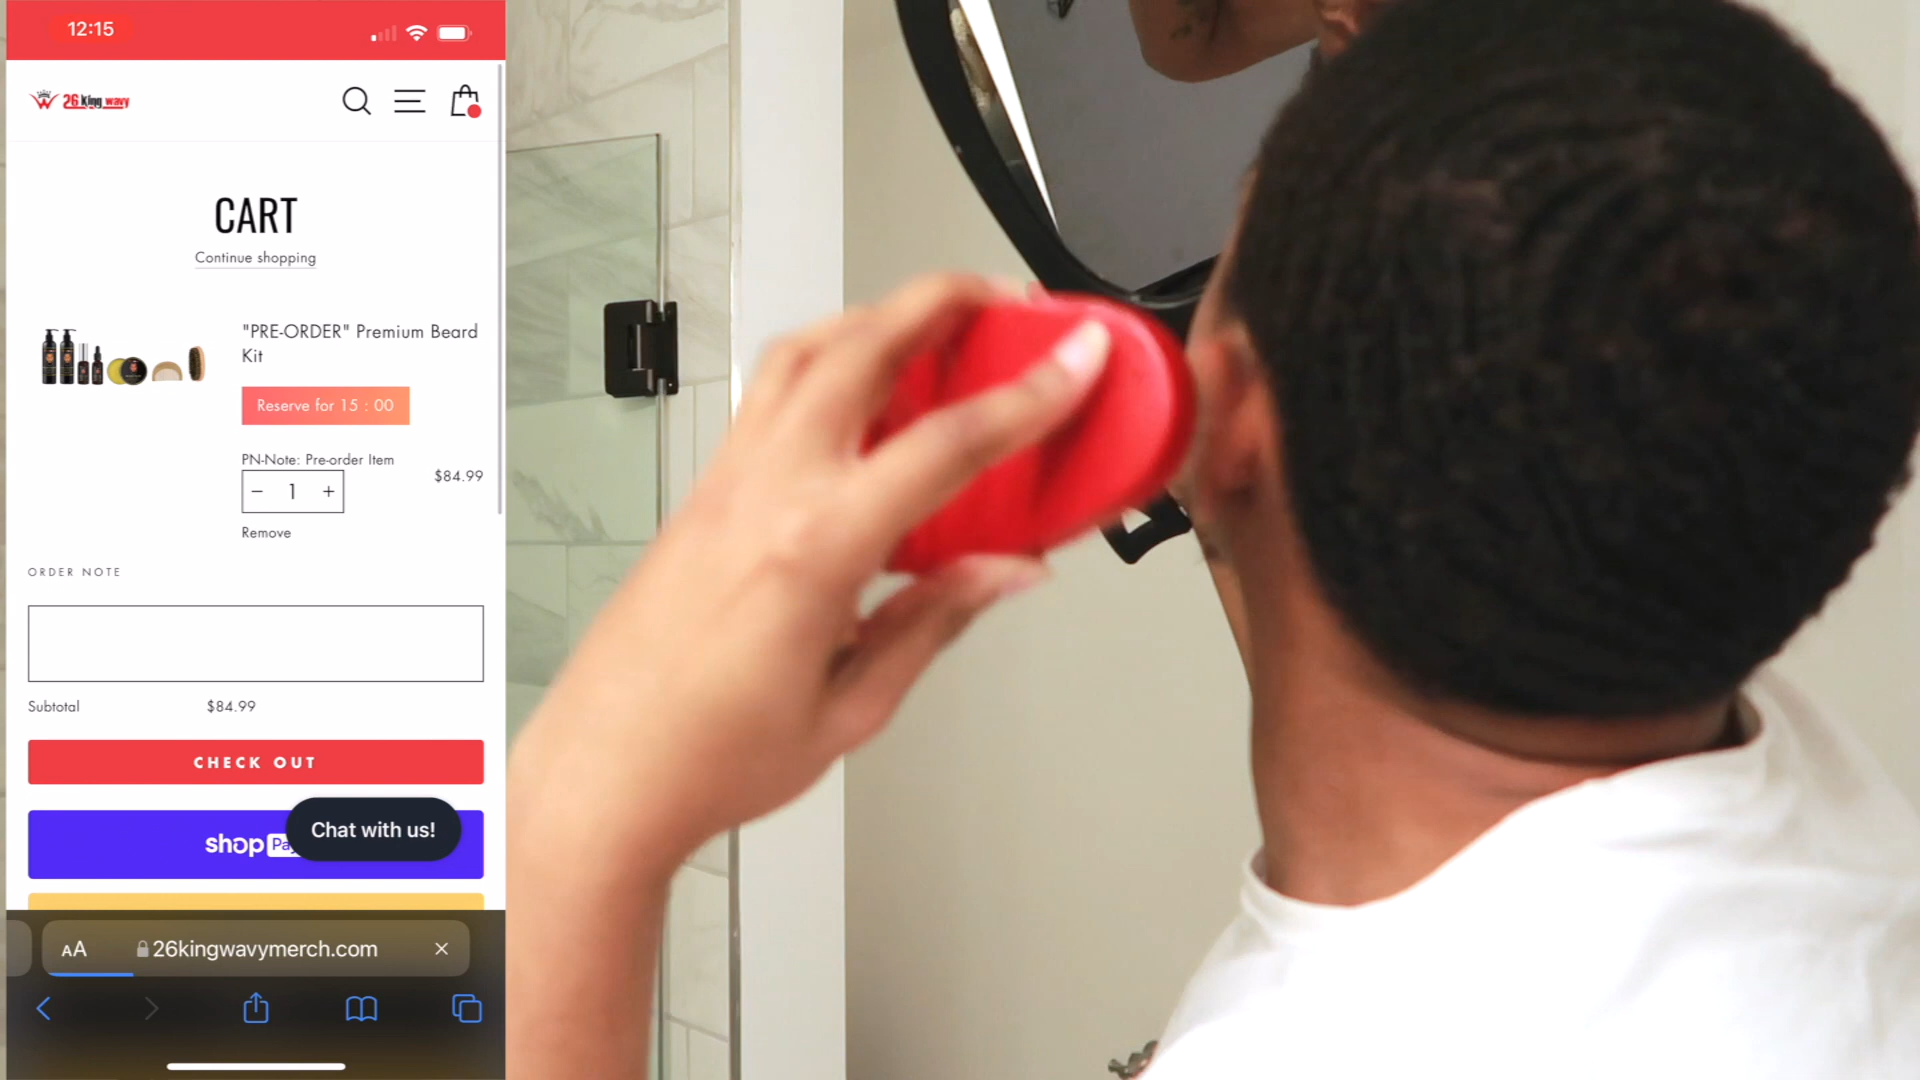 12:15
26 King wavy
CART
Continue shopping
"PRE-ORDER" Premium Beard
Kit
Reserve for 15 : 00
PN-Note: Pre-order Item
$84.99
− 1 +
Remove
ORDER NOTE
Subtotal $84.99
CHECK OUT
shop Pay
Chat with us!
AA 26kingwavymerch.com